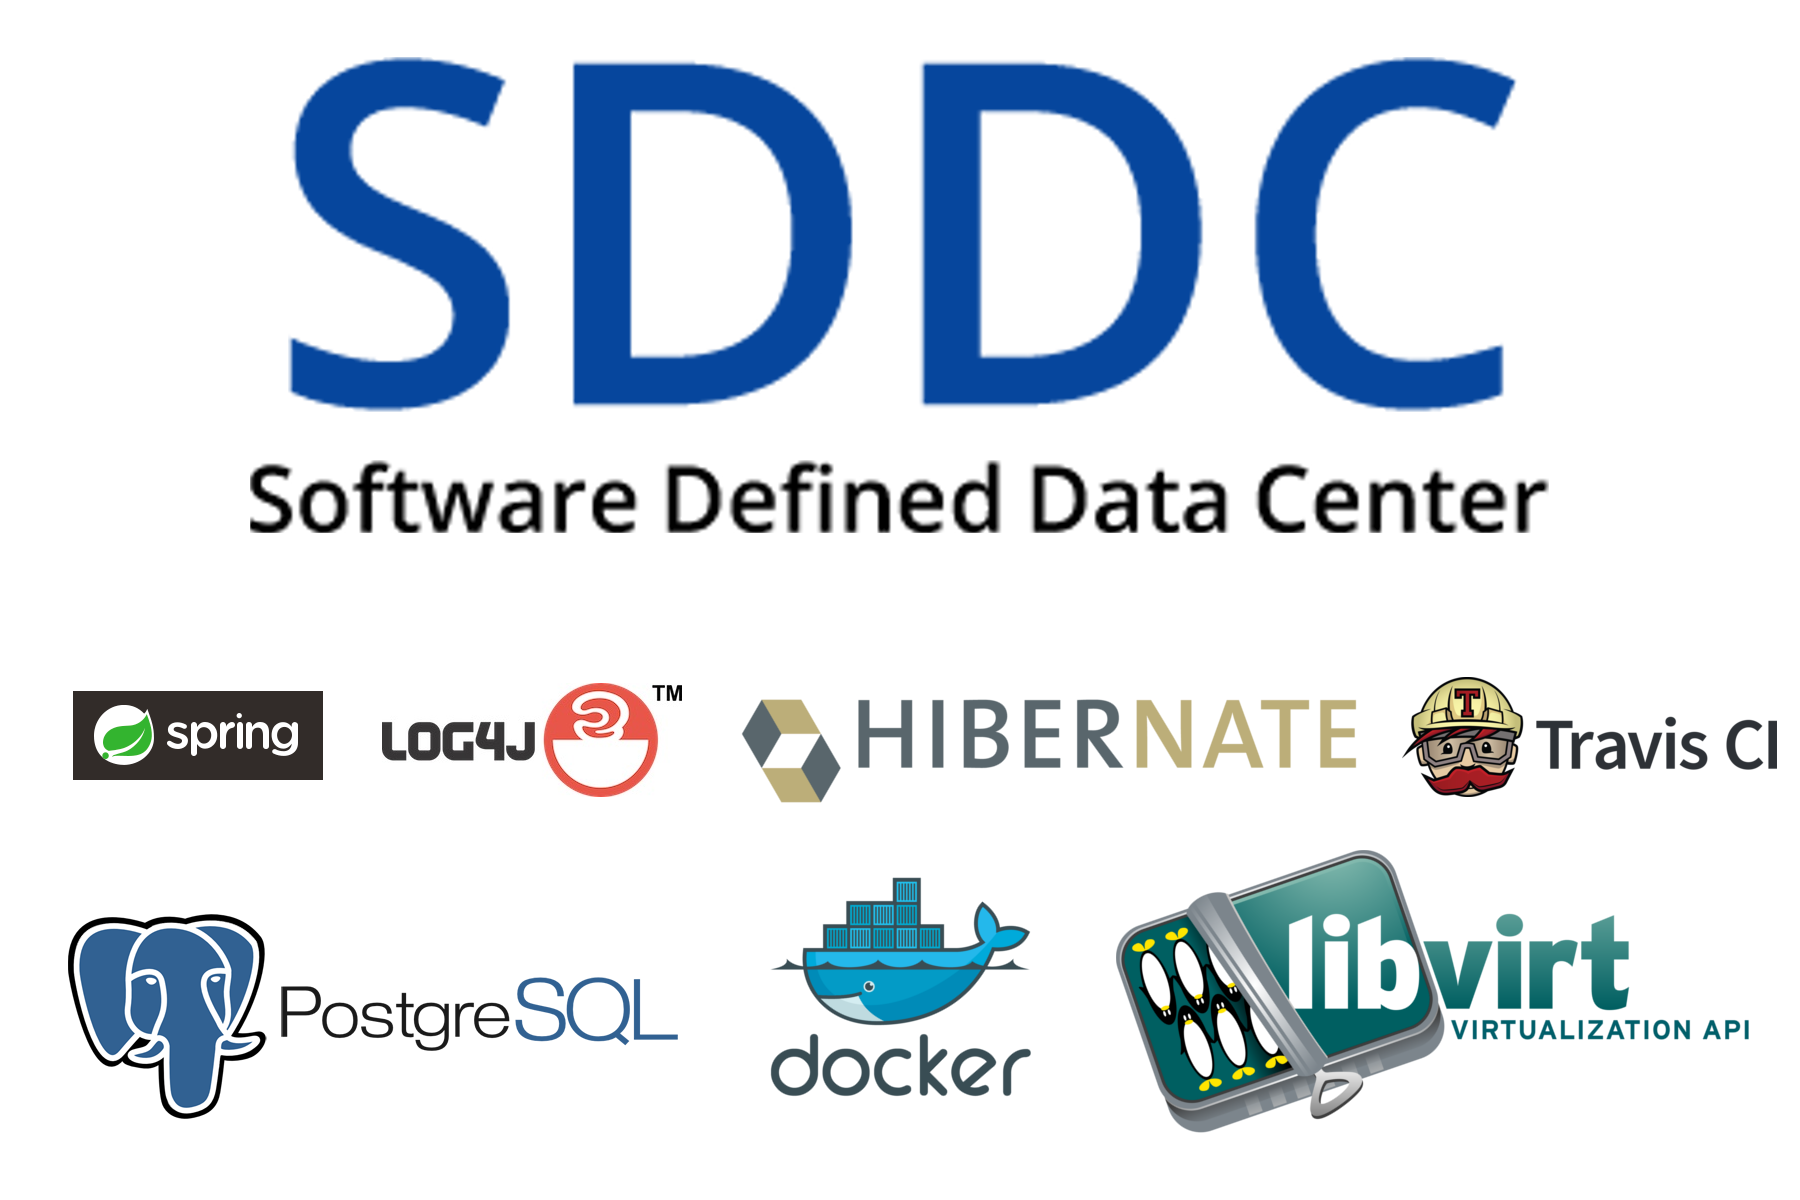 SDDC
Software Defined Data Center
spring LOG4J TM HIBERNATE T Travis CI
PostgreSQL docker libvirt
VIRTUALIZATION API